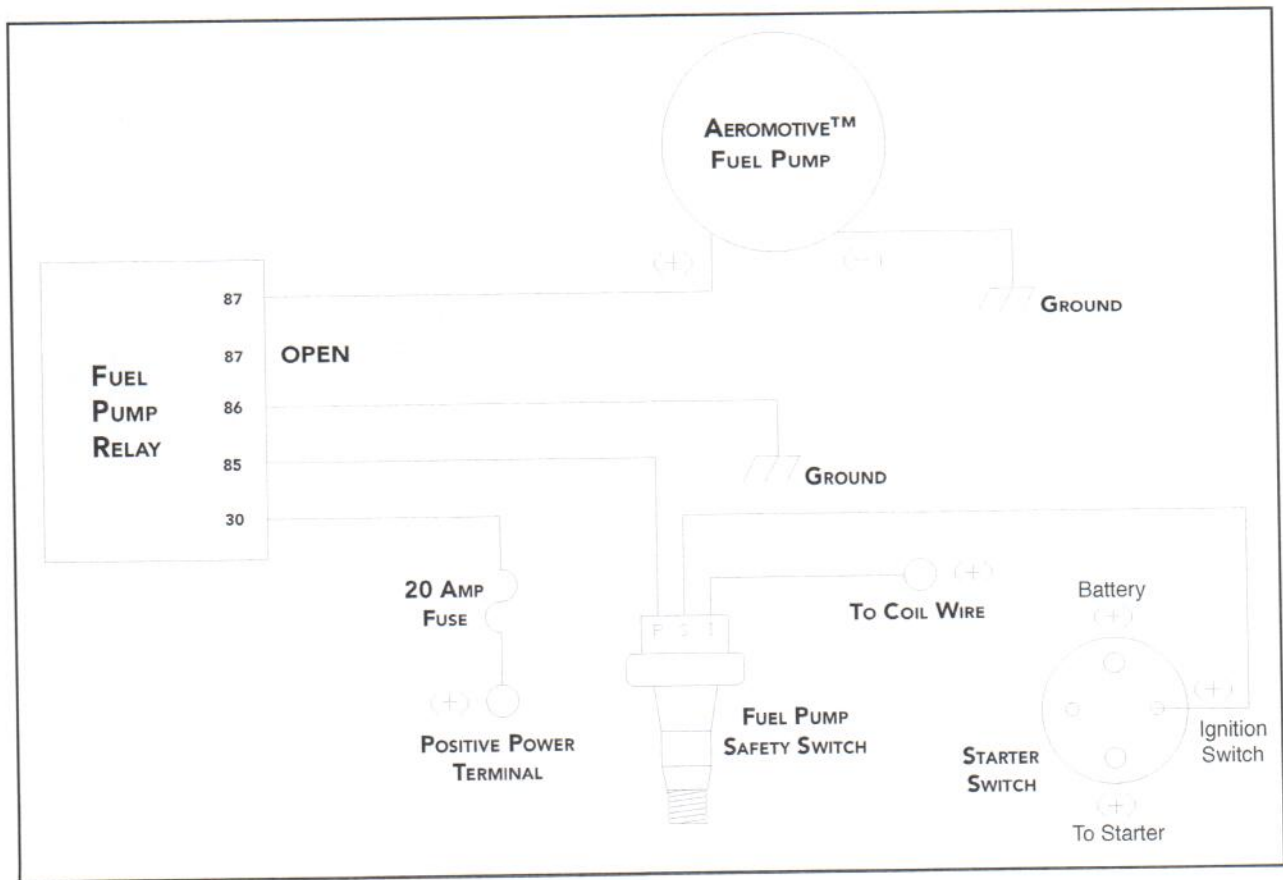 AEROMOTIVE™
FUEL PUMP
(+)
(-)
GROUND
87
87
OPEN
86
85
30
FUEL
PUMP
RELAY
GROUND
20 AMP
FUSE
(+)
POSITIVE POWER
TERMINAL
P S I
FUEL PUMP
SAFETY SWITCH
(+)
TO COIL WIRE
Battery
(+)
(+)
Ignition
Switch
STARTER
SWITCH
(+)
To Starter